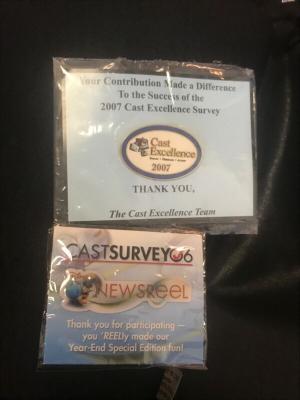 Your Contribution Made a Difference
To the Success of the
2007 Cast Excellence Survey
Cast
Excellence
2007
THANK YOU,
The Cast Excellence Team
CASTSURVEY06
NEWSREEL
Thank you for participating –
you 'REELly made our
Year-End Special Edition fun!